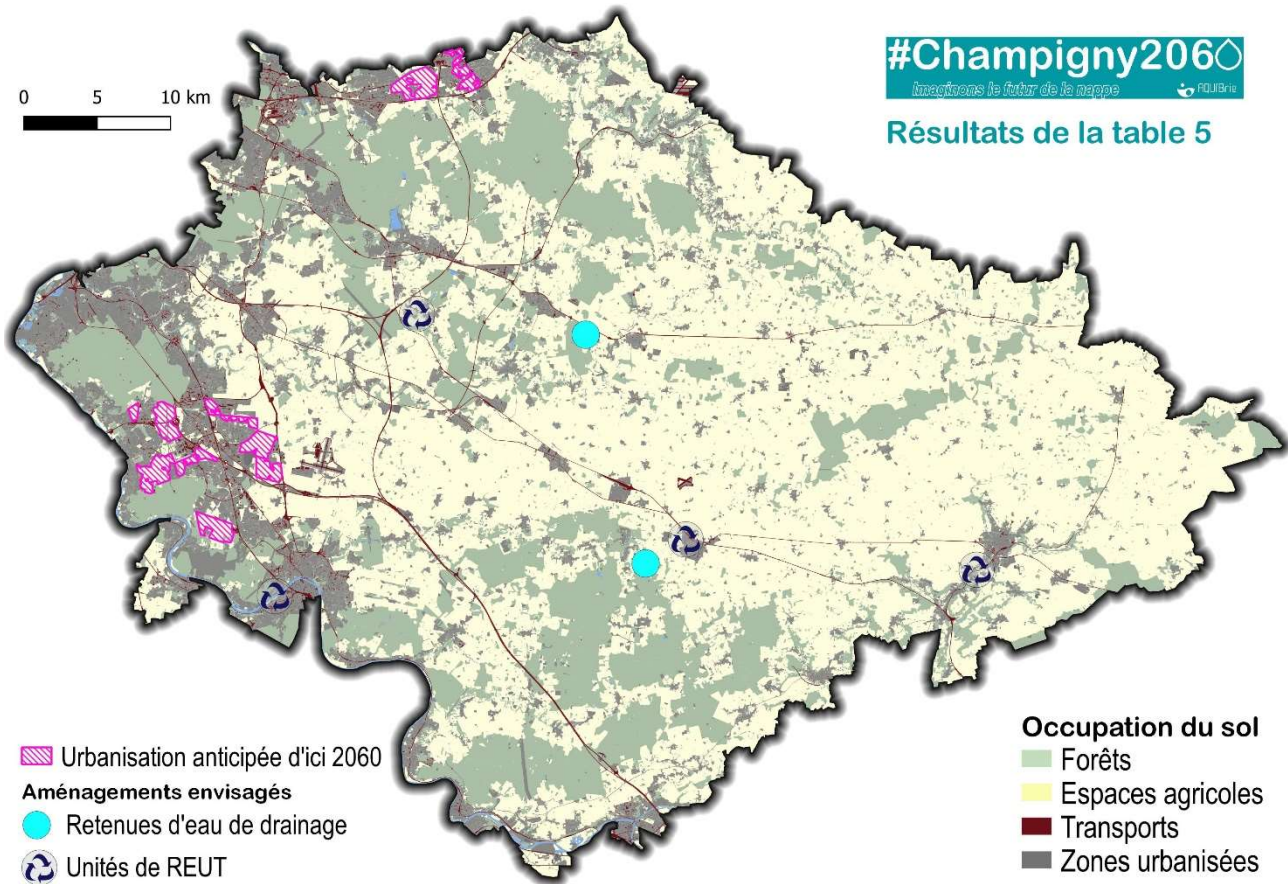 #Champigny2060
Imaginons le futur de la nappe
AQUIBrie
Résultats de la table 5
0 5 10 km
Urbanisation anticipée d'ici 2060
Aménagements envisagés
Retenues d'eau de drainage
Unités de REUT
Occupation du sol
Forêts
Espaces agricoles
Transports
Zones urbanisées